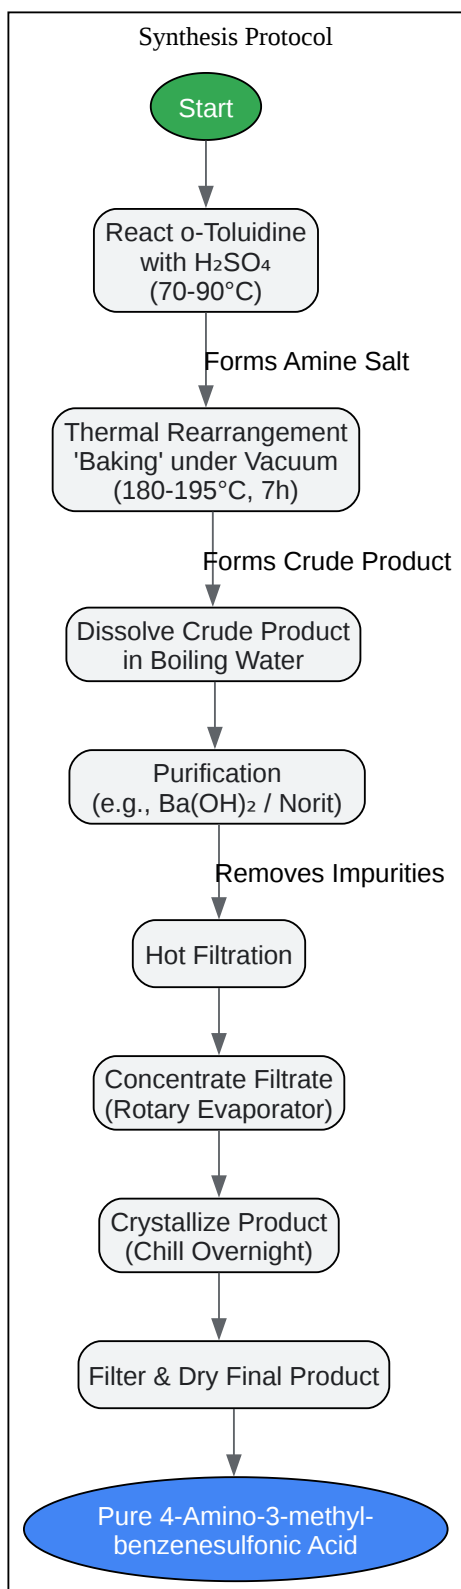 Synthesis Protocol
Start
React o-Toluidine
with H₂SO₄
(70-90°C)
Forms Amine Salt
Thermal Rearrangement
'Baking' under Vacuum
(180-195°C, 7h)
Forms Crude Product
Dissolve Crude Product
in Boiling Water
Purification
(e.g., Ba(OH)₂ / Norit)
Removes Impurities
Hot Filtration
Concentrate Filtrate
(Rotary Evaporator)
Crystallize Product
(Chill Overnight)
Filter & Dry Final Product
Pure 4-Amino-3-methyl-
benzenesulfonic Acid